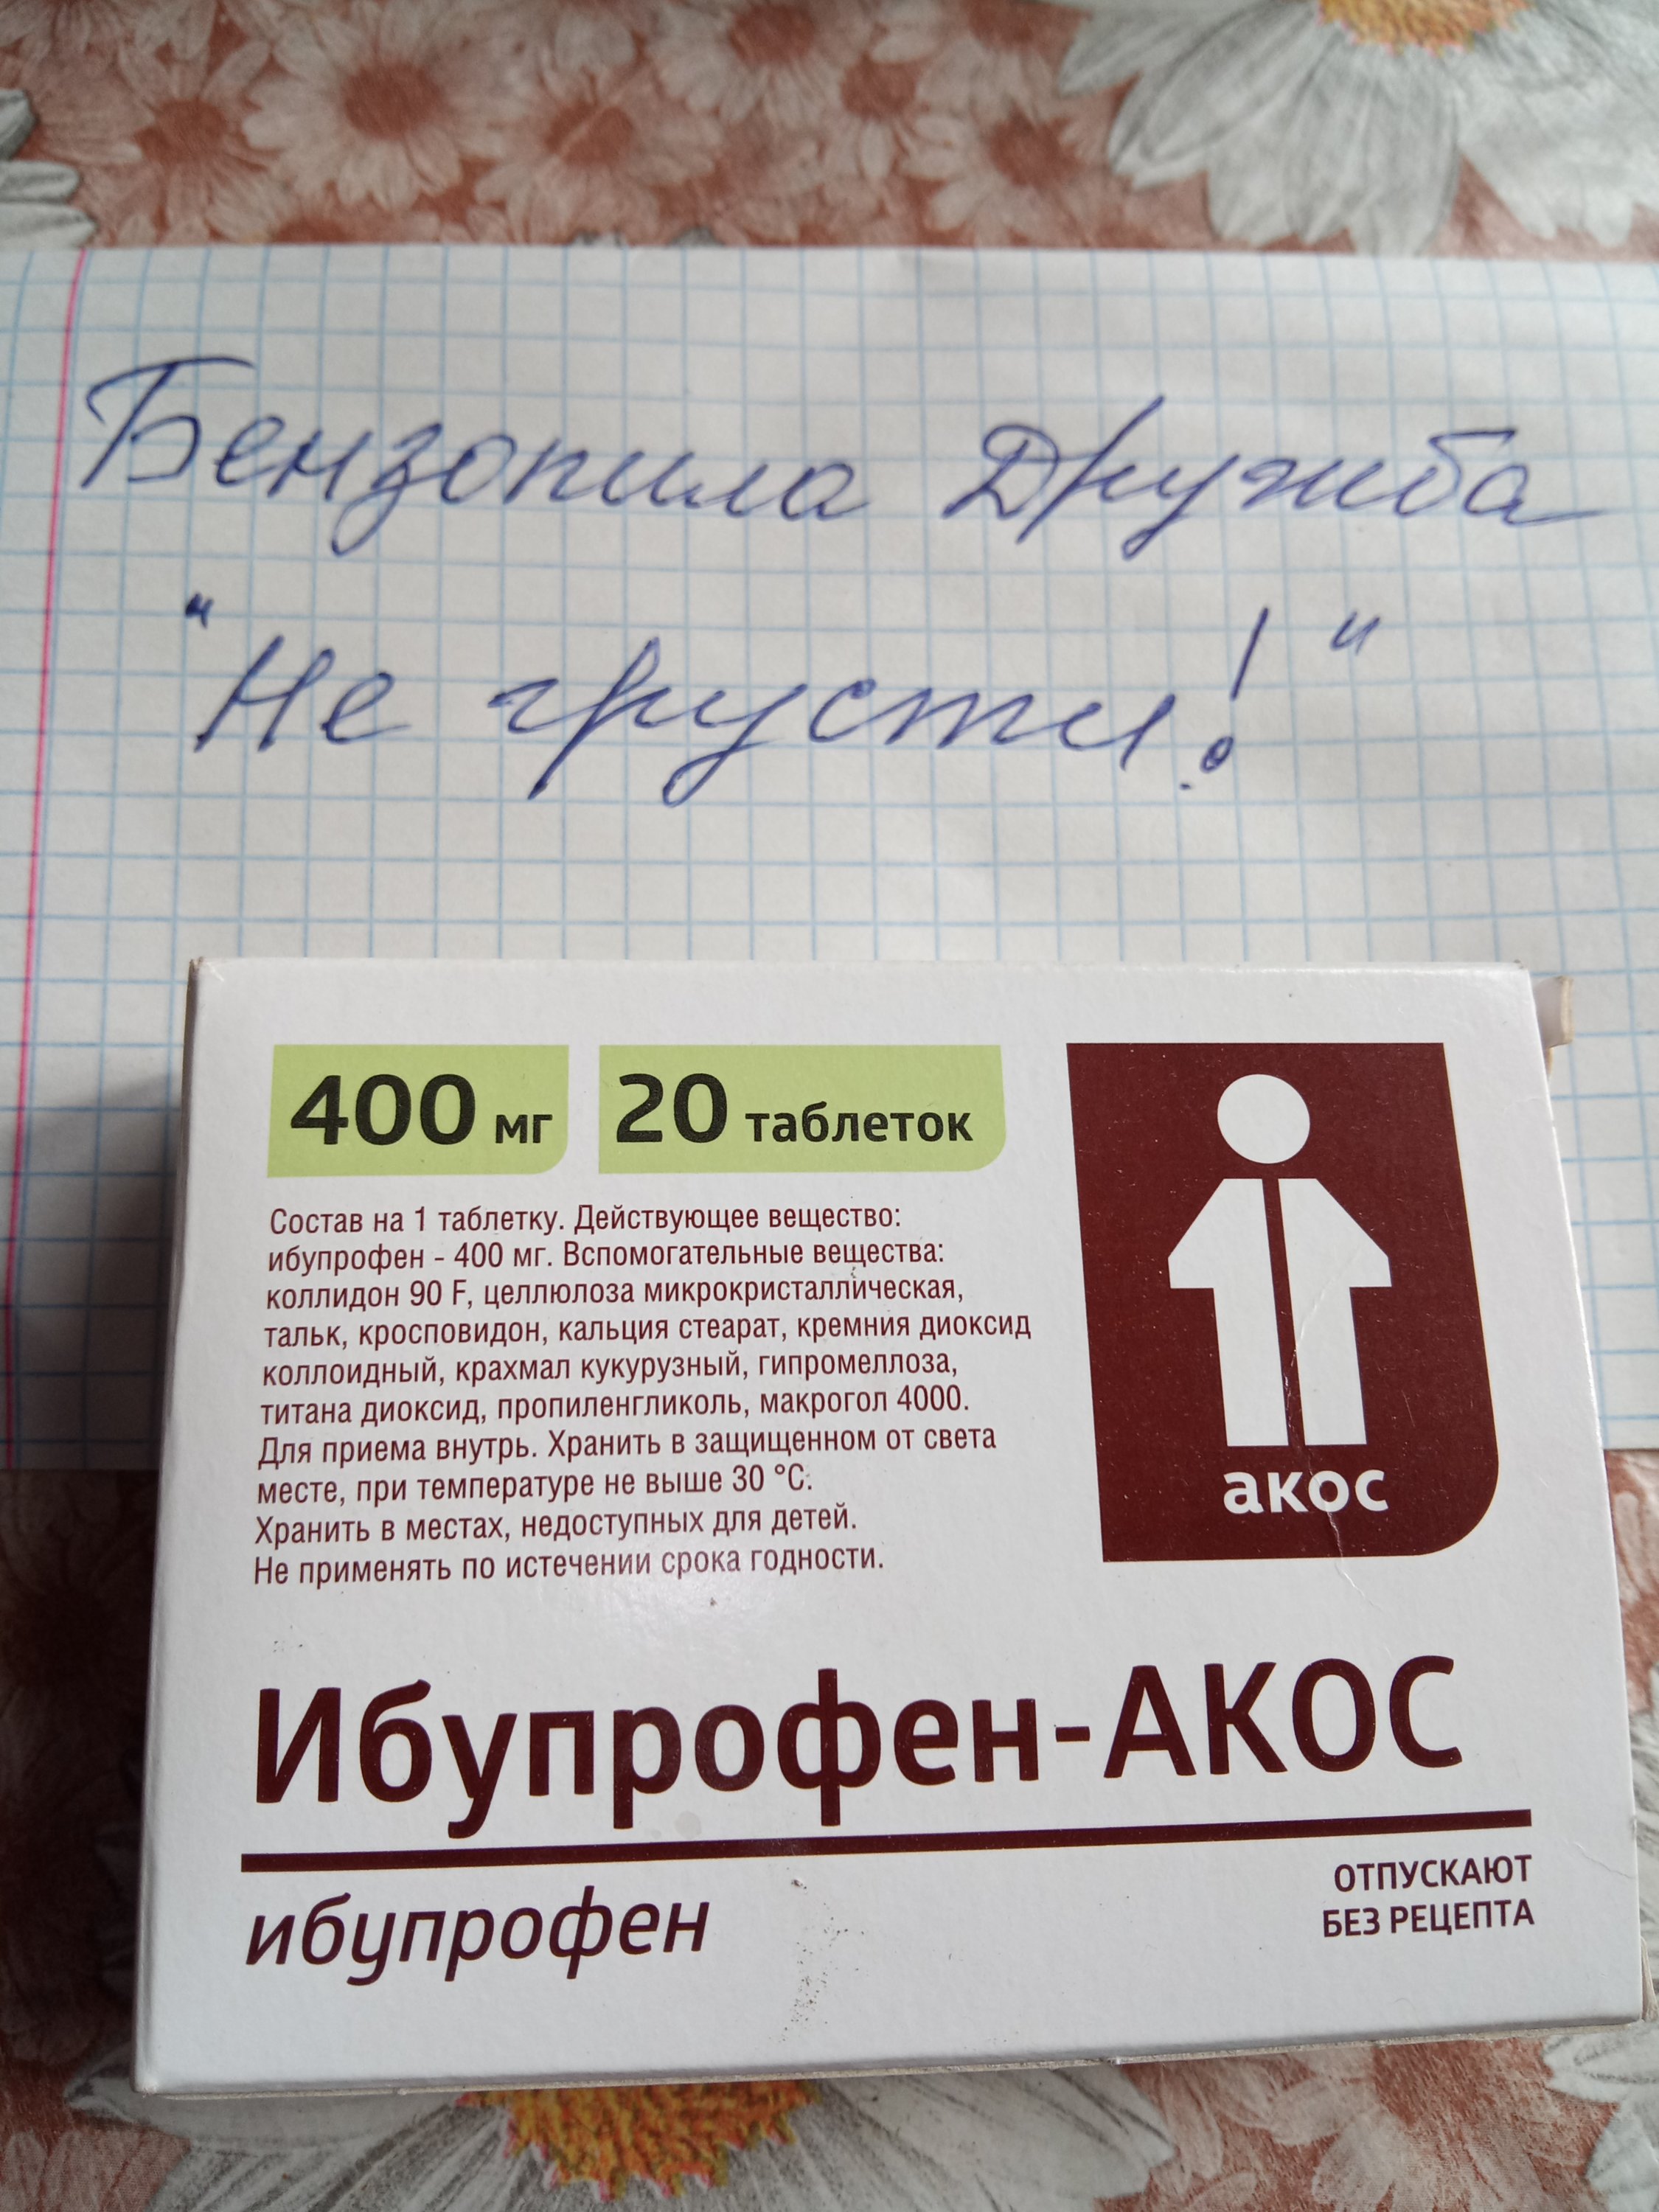 Бензопила Дружба
"Не грусти!"
400 мг 20 таблеток
Состав на 1 таблетку. Действующее вещество:
ибупрофен - 400 мг. Вспомогательные вещества:
коллидон 90 F, целлюлоза микрокристаллическая,
тальк, кросповидон, кальция стеарат, кремния диоксид
коллоидный, крахмал кукурузный, гипромеллоза,
титана диоксид, пропиленгликоль, макрогол 4000.
Для приема внутрь. Хранить в защищенном от света
месте, при температуре не выше 30 °C.
Хранить в местах, недоступных для детей.
Не применять по истечении срока годности.
акос
Ибупрофен-АКОС
ибупрофен
ОТПУСКАЮТ
БЕЗ РЕЦЕПТА